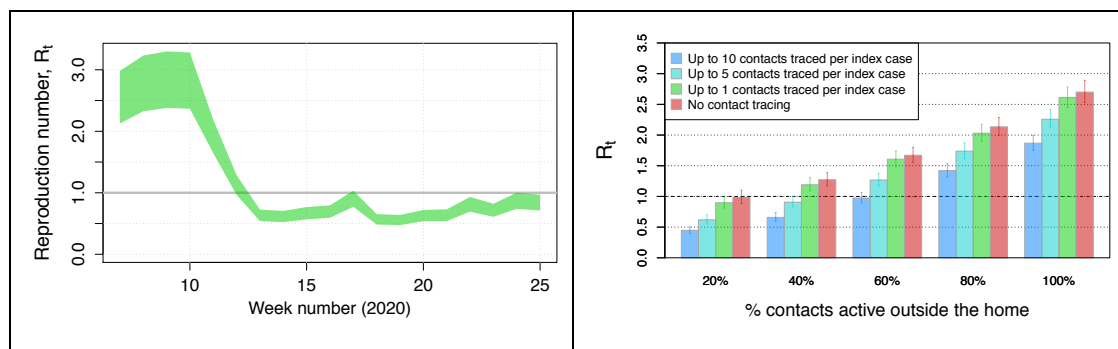 Reproduction number, Rt
3.0
2.0
1.0
0.0
10
15
20
25
Week number (2020)
Rt
3.5
3.0
2.5
2.0
1.5
1.0
0.5
0.0
Up to 10 contacts traced per index case
Up to 5 contacts traced per index case
Up to 1 contacts traced per index case
No contact tracing
20%
40%
60%
80%
100%
% contacts active outside the home